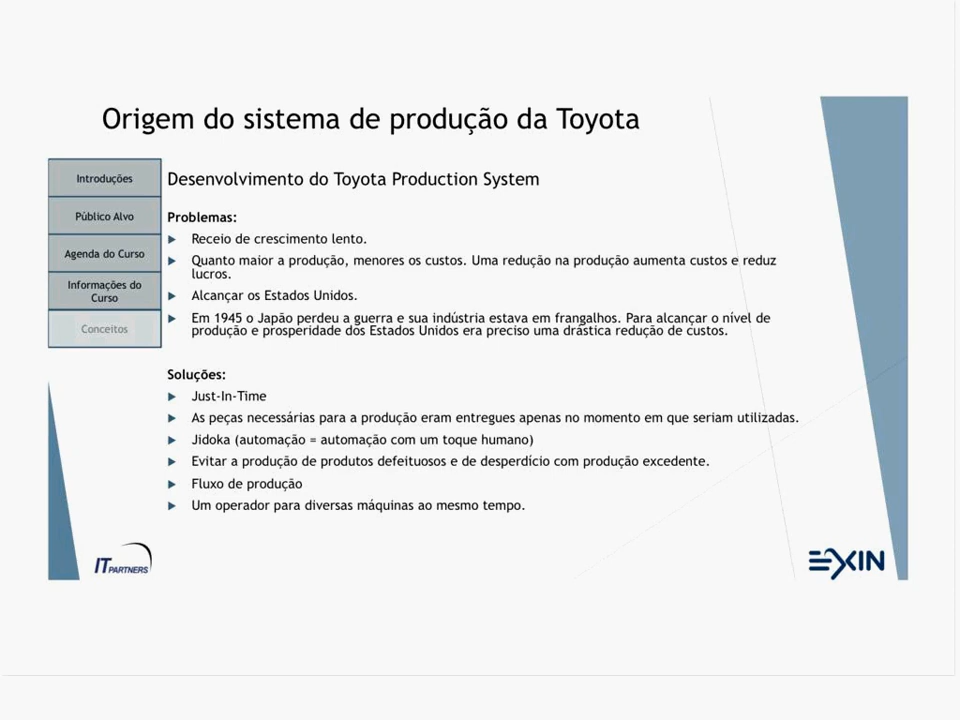 Origem do sistema de produção da Toyota
Introduções
Público Alvo
Agenda do Curso
Informações do
Curso
Conceitos
Desenvolvimento do Toyota Production System
Problemas:
Receio de crescimento lento.
Quanto maior a produção, menores os custos. Uma redução na produção aumenta custos e reduz
lucros.
Alcançar os Estados Unidos.
Em 1945 o Japão perdeu a guerra e sua indústria estava em frangalhos. Para alcançar o nível de
produção e prosperidade dos Estados Unidos era preciso uma drástica redução de custos.
Soluções:
Just-In-Time
As peças necessárias para a produção eram entregues apenas no momento em que seriam utilizadas.
Jidoka (automação = automação com um toque humano)
Evitar a produção de produtos defeituosos e de desperdício com produção excedente.
Fluxo de produção
Um operador para diversas máquinas ao mesmo tempo.
IT PARTNERS
EXIN